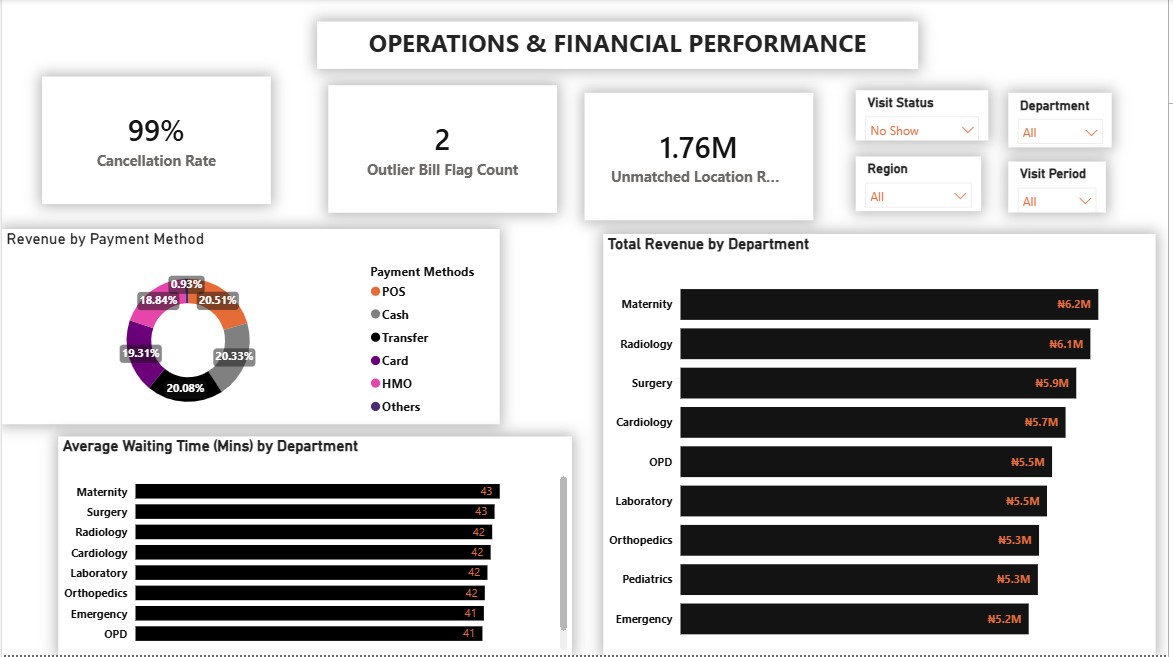 OPERATIONS & FINANCIAL PERFORMANCE
99%
Cancellation Rate
2
Outlier Bill Flag Count
1.76M
Unmatched Location R...
Visit Status
No Show
Department
All
Region
All
Visit Period
All
Revenue by Payment Method
0.93%
18.84%
20.51%
19.31%
20.33%
20.08%
Payment Methods
POS
Cash
Transfer
Card
HMO
Others
Average Waiting Time (Mins) by Department
Maternity 43
Surgery 43
Radiology 42
Cardiology 42
Laboratory 42
Orthopedics 42
Emergency 41
OPD 41
Total Revenue by Department
Maternity ₦6.2M
Radiology ₦6.1M
Surgery ₦5.9M
Cardiology ₦5.7M
OPD ₦5.5M
Laboratory ₦5.5M
Orthopedics ₦5.3M
Pediatrics ₦5.3M
Emergency ₦5.2M